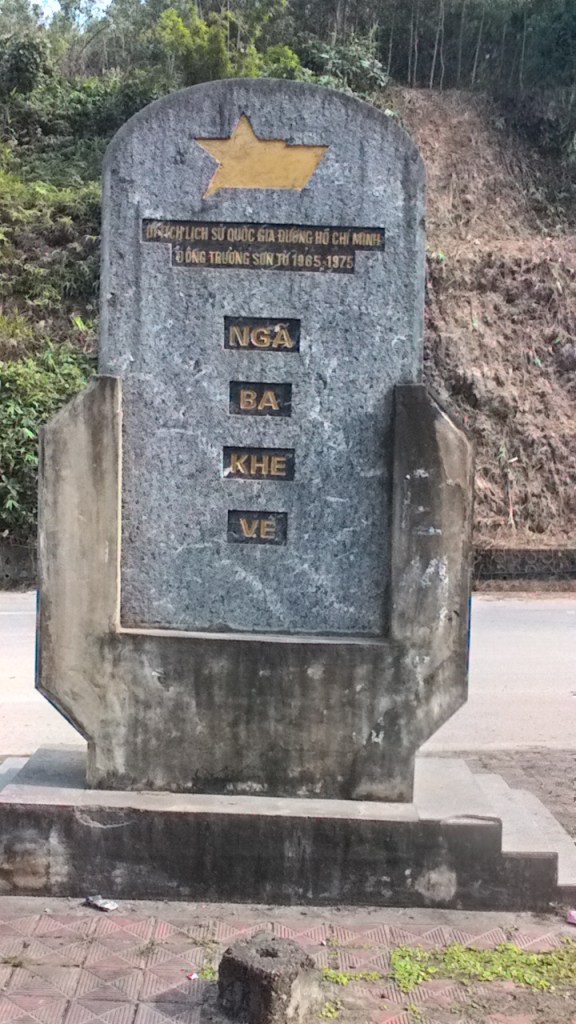 DI TÍCH LỊCH SỬ QUỐC GIA ĐƯỜNG HỒ CHÍ MINH
ĐÔNG TRƯỜNG SƠN TỪ 1965-1975
NGÃ
BA
KHE
VE